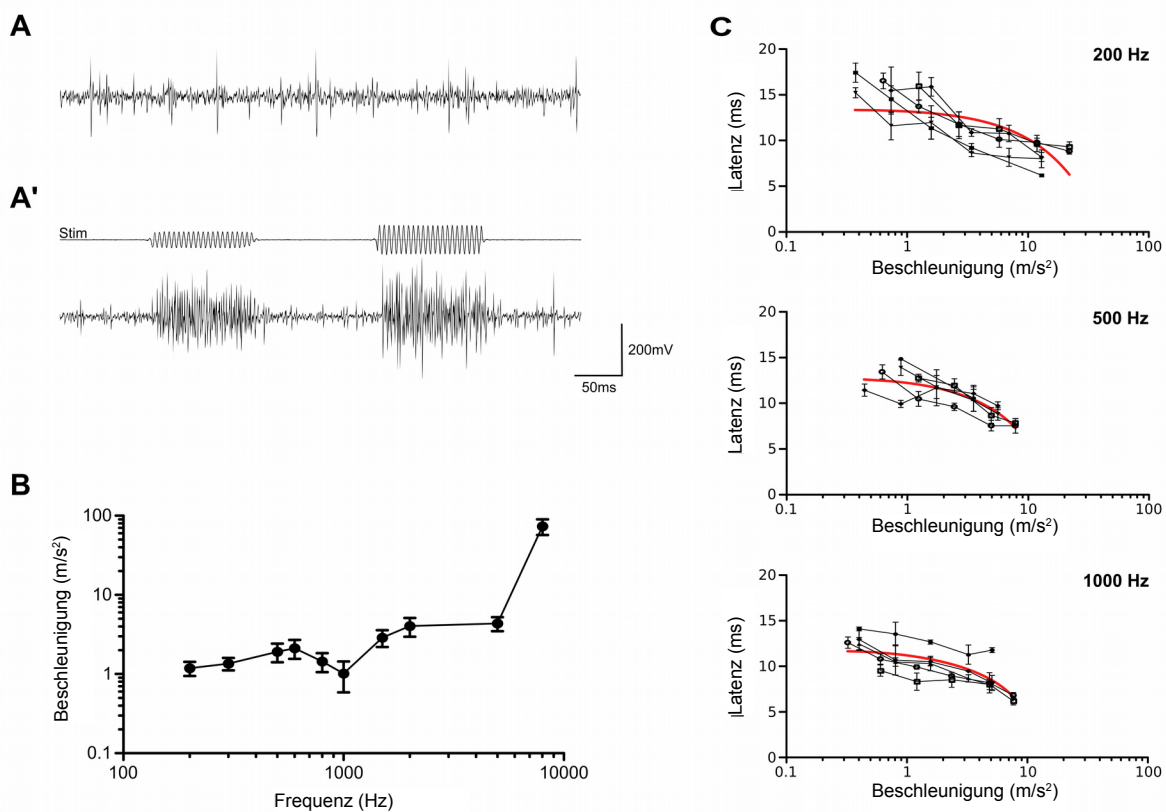 A
A'
Stim
200mV
50ms
B
Beschleunigung (m/s²)
100
10
1
0.1
100
1000
10000
Frequenz (Hz)
C
200 Hz
Latenz (ms)
20
15
10
5
0
0.1
1
10
100
Beschleunigung (m/s²)
500 Hz
Latenz (ms)
20
15
10
5
0
0.1
1
10
100
Beschleunigung (m/s²)
1000 Hz
Latenz (ms)
20
15
10
5
0
0.1
1
10
100
Beschleunigung (m/s²)